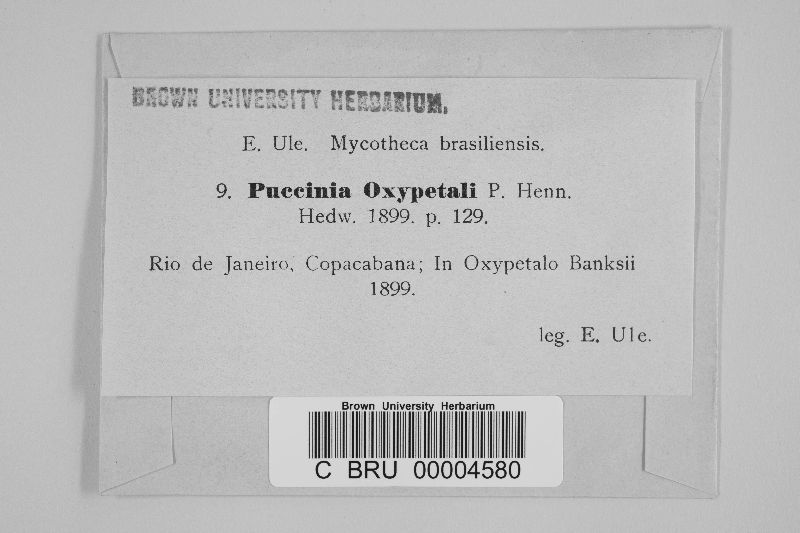 BROWN UNIVERSITY HERBARIUM.
E. Ule. Mycotheca brasiliensis.
9. Puccinia Oxypetali P. Henn.
Hedw. 1899. p. 129.
Rio de Janeiro, Copacabana; In Oxypetalo Banksii
1899.
leg. E. Ule.
Brown University Herbarium
C BRU 00004580